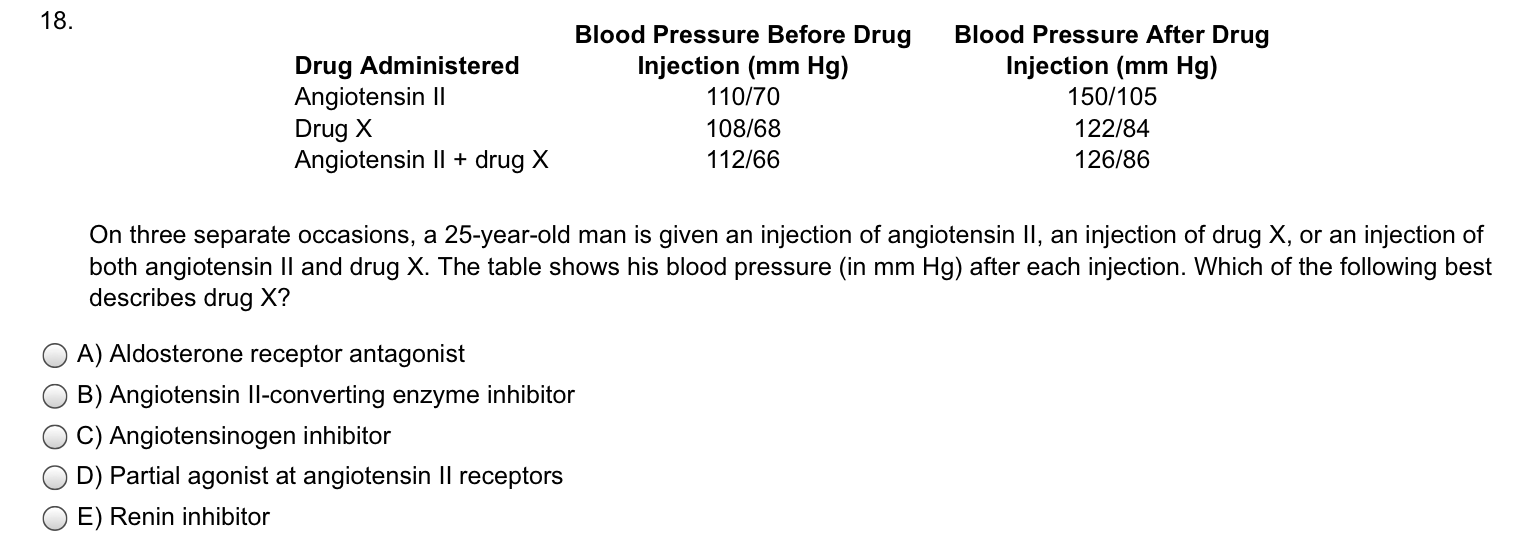 18.
Blood Pressure Before Drug Blood Pressure After Drug
Drug Administered Injection (mm Hg) Injection (mm Hg)
Angiotensin II 110/70 150/105
Drug X 108/68 122/84
Angiotensin II + drug X 112/66 126/86
On three separate occasions, a 25-year-old man is given an injection of angiotensin II, an injection of drug X, or an injection of
both angiotensin II and drug X. The table shows his blood pressure (in mm Hg) after each injection. Which of the following best
describes drug X?
A) Aldosterone receptor antagonist
B) Angiotensin II-converting enzyme inhibitor
C) Angiotensinogen inhibitor
D) Partial agonist at angiotensin II receptors
E) Renin inhibitor